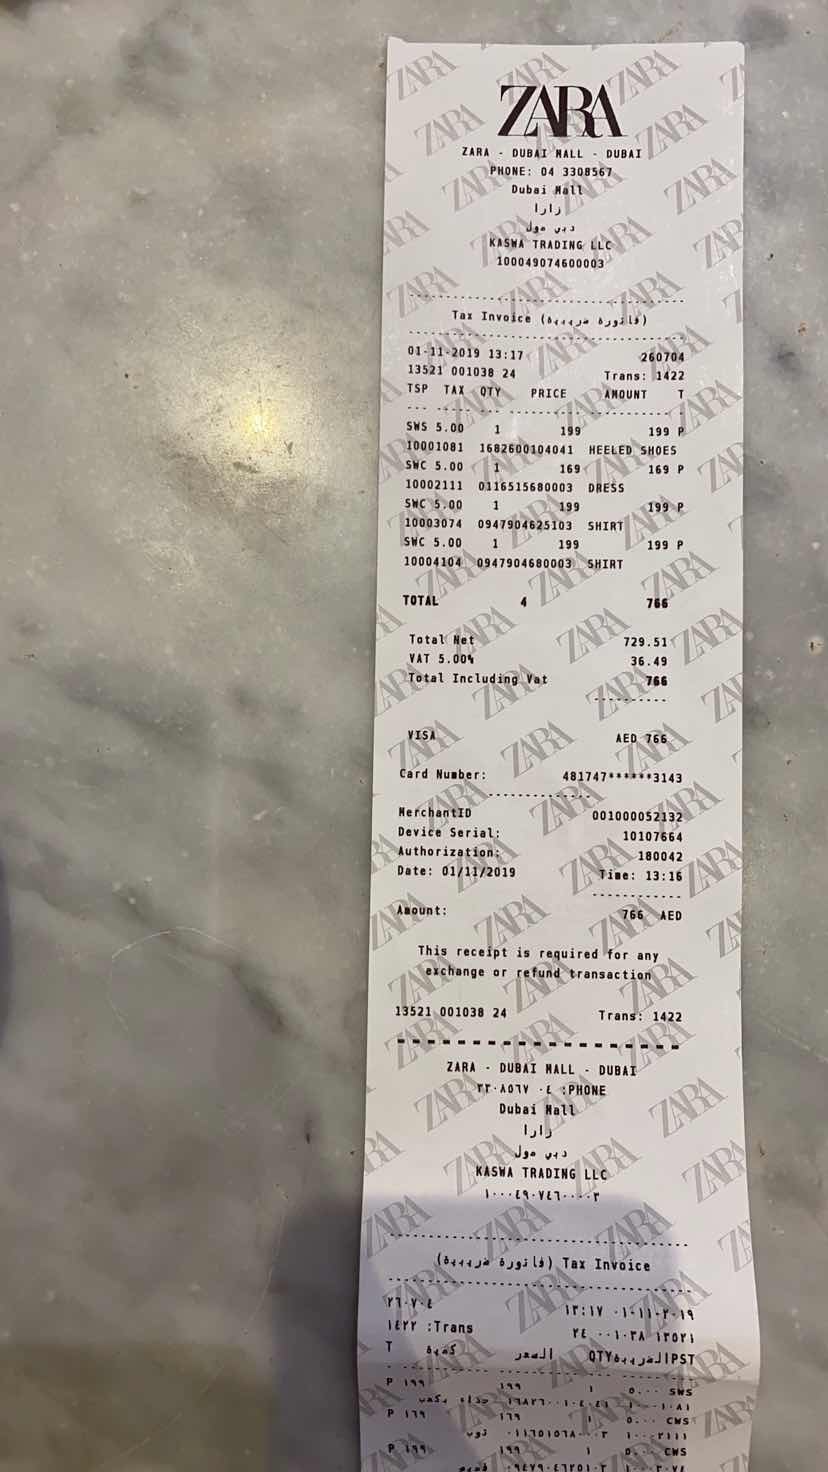 ZARA
ZARA - DUBAI MALL - DUBAI
PHONE: 04 3308567
Dubai Mall
زارا
دبي مول
KASWA TRADING LLC
100049074600003
Tax Invoice (فاتورة ضريبية)
01-11-2019 13:17 260704
13521 001038 24 Trans: 1422
TSP TAX QTY PRICE AMOUNT T
SWS 5.00 1 199 199 P
10001081 1682600104041 HEELED SHOES
SWC 5.00 1 169 169 P
10002111 0116515680003 DRESS
SWC 5.00 1 199 199 P
10003074 0947904625103 SHIRT
SWC 5.00 1 199 199 P
10004104 0947904680003 SHIRT
TOTAL 4 766
Total Net 729.51
VAT 5.00% 36.49
Total Including Vat 766
VISA AED 766
Card Number: 481747******3143
MerchantID 001000052132
Device Serial: 10107664
Authorization: 180042
Date: 01/11/2019 Time: 13:16
Amount: 766 AED
This receipt is required for any
exchange or refund transaction
13521 001038 24 Trans: 1422
ZARA - DUBAI MALL - DUBAI
٣٣٠٨٥٦٧ ٠٤ :PHONE
Dubai Mall
زارا
دبي مول
KASWA TRADING LLC
١٠٠٠٤٩٠٧٤٦٠٠٠٠٣
(فاتورة ضريبية) Tax Invoice
٢٦٠٧٠٤ ١٣:١٧ ٠١-١١-٢٠١٩
١٤٢٢ :Trans ٢٤ ٠٠١٠٣٨ ١٣٥٢١
T كمية السعر QTYالضريبةPST
P ١٩٩ ١٩٩ ١ ٥.٠٠ SWS
P ١٦٩ ١٦٩ ١ ٥.٠٠ CWS
ثوب ٠١١٦٥١٥٦٨٠٠٠٣ ١٠٠٠٢١١١
P ١٩٩ ١٩٩ ١ ٥.٠٠ CWS